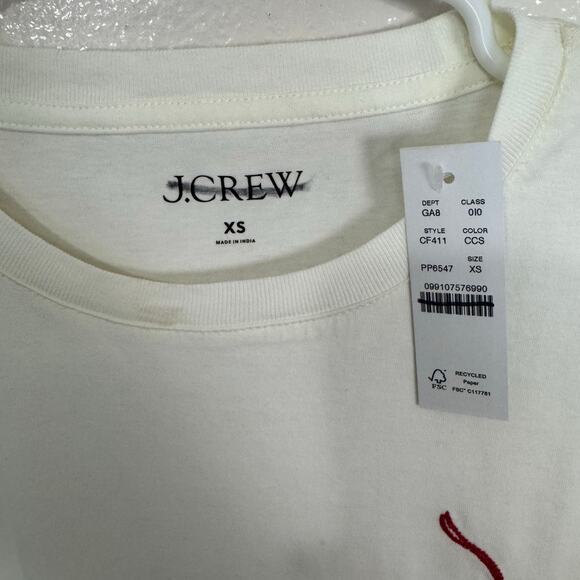 J.CREW
XS
MADE IN INDIA
DEPT CLASS
GA8 010
STYLE COLOR
CF411 CCS
SIZE
PP6547 XS
099107576990
RECYCLED
Paper
FSC® C117761
FSC